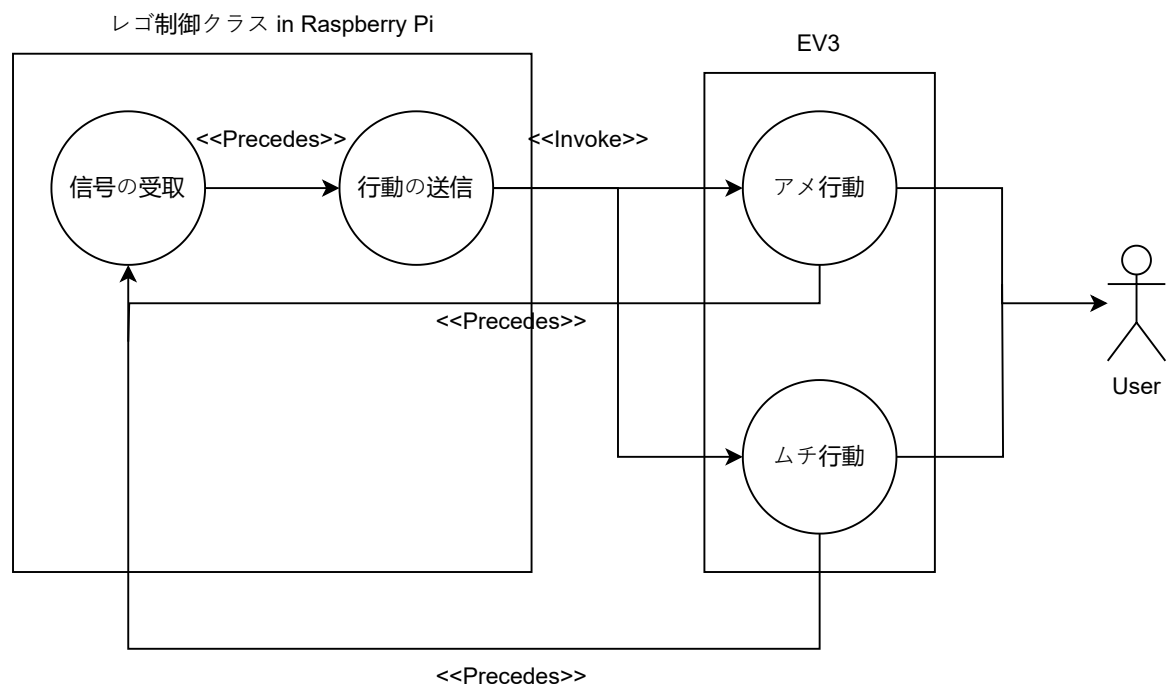 レゴ制御クラス in Raspberry Pi
EV3
<<Precedes>>
<<Invoke>>
信号の受取
行動の送信
アメ行動
<<Precedes>>
User
ムチ行動
<<Precedes>>